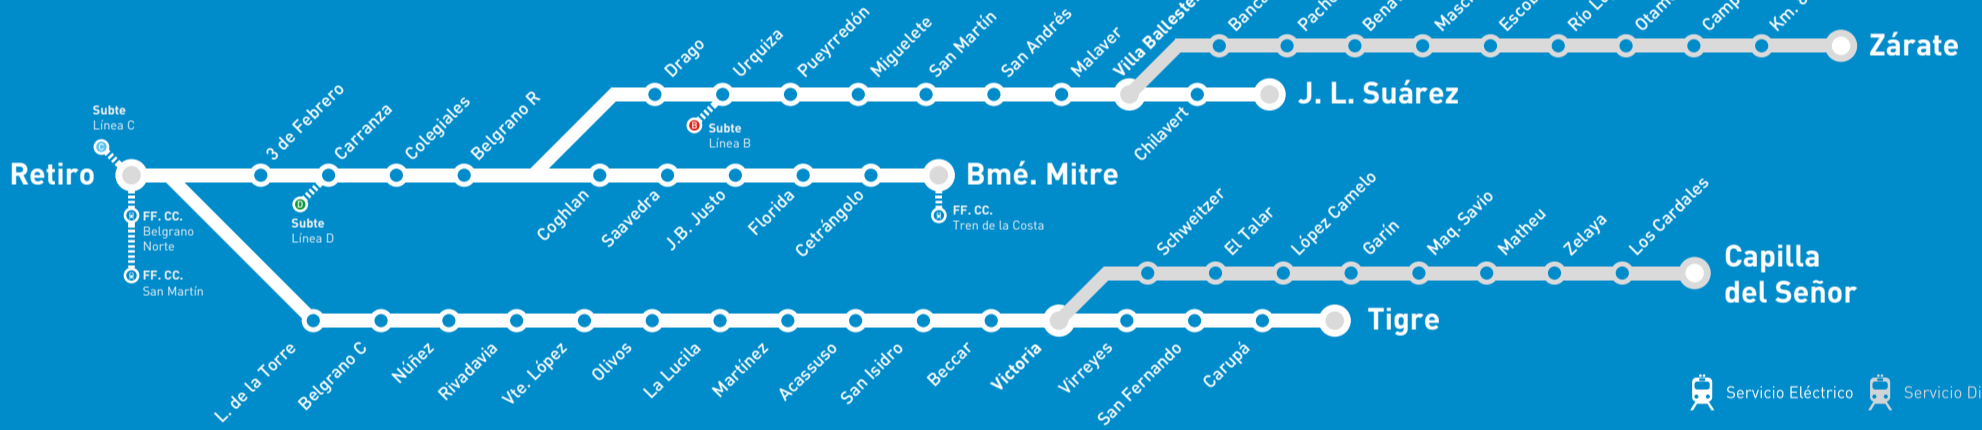 Subte
Línea C
Retiro
FF. CC.
Belgrano
Norte
FF. CC.
San Martín
3 de Febrero
Carranza
Subte
Línea D
Colegiales
Belgrano R
Drago
Urquiza
B
Subte
Línea B
Pueyrredón
Miguelete
San Martín
San Andrés
Malaver
Villa Ballester
Chilavert
J. L. Suárez
Zárate
Coghlan
Saavedra
J.B. Justo
Florida
Cetrángolo
Bmé. Mitre
FF. CC.
Tren de la Costa
L. de la Torre
Belgrano C
Núñez
Rivadavia
Vte. López
Olivos
La Lucila
Martínez
Acassuso
San Isidro
Beccar
Victoria
Virreyes
San Fernando
Carupá
Tigre
Schweitzer
El Talar
López Camelo
Garín
Maq. Savio
Matheu
Zelaya
Los Cardales
Capilla
del Señor
Servicio Eléctrico
Servicio